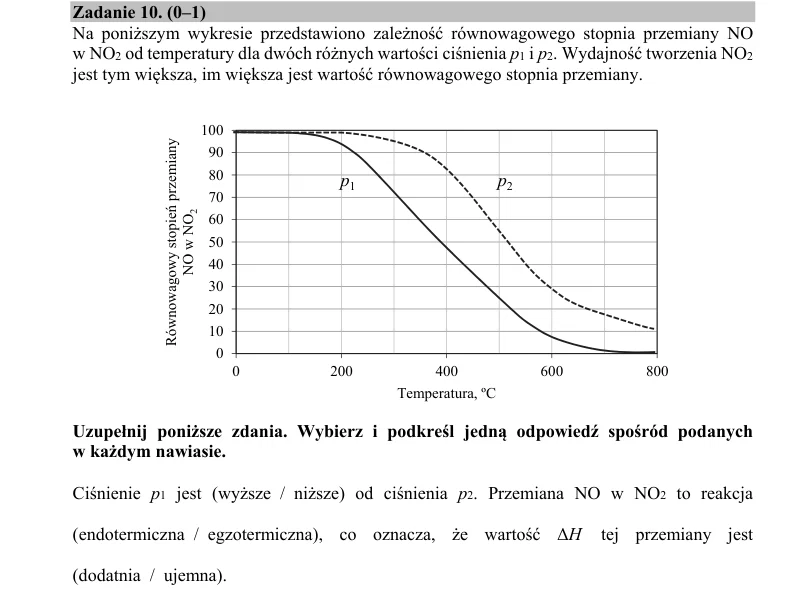 Zadanie 10. (0–1)
Na poniższym wykresie przedstawiono zależność równowagowego stopnia przemiany NO
w NO₂ od temperatury dla dwóch różnych wartości ciśnienia p₁ i p₂. Wydajność tworzenia NO₂
jest tym większa, im większa jest wartość równowagowego stopnia przemiany.
Równowagowy stopień przemiany
NO w NO₂
100
90
80
70
60
50
40
30
20
10
0
p₁
p₂
0 200 400 600 800
Temperatura, ºC
Uzupełnij poniższe zdania. Wybierz i podkreśl jedną odpowiedź spośród podanych
w każdym nawiasie.
Ciśnienie p₁ jest (wyższe / niższe) od ciśnienia p₂. Przemiana NO w NO₂ to reakcja
(endotermiczna / egzotermiczna), co oznacza, że wartość ΔH tej przemiany jest
(dodatnia / ujemna).